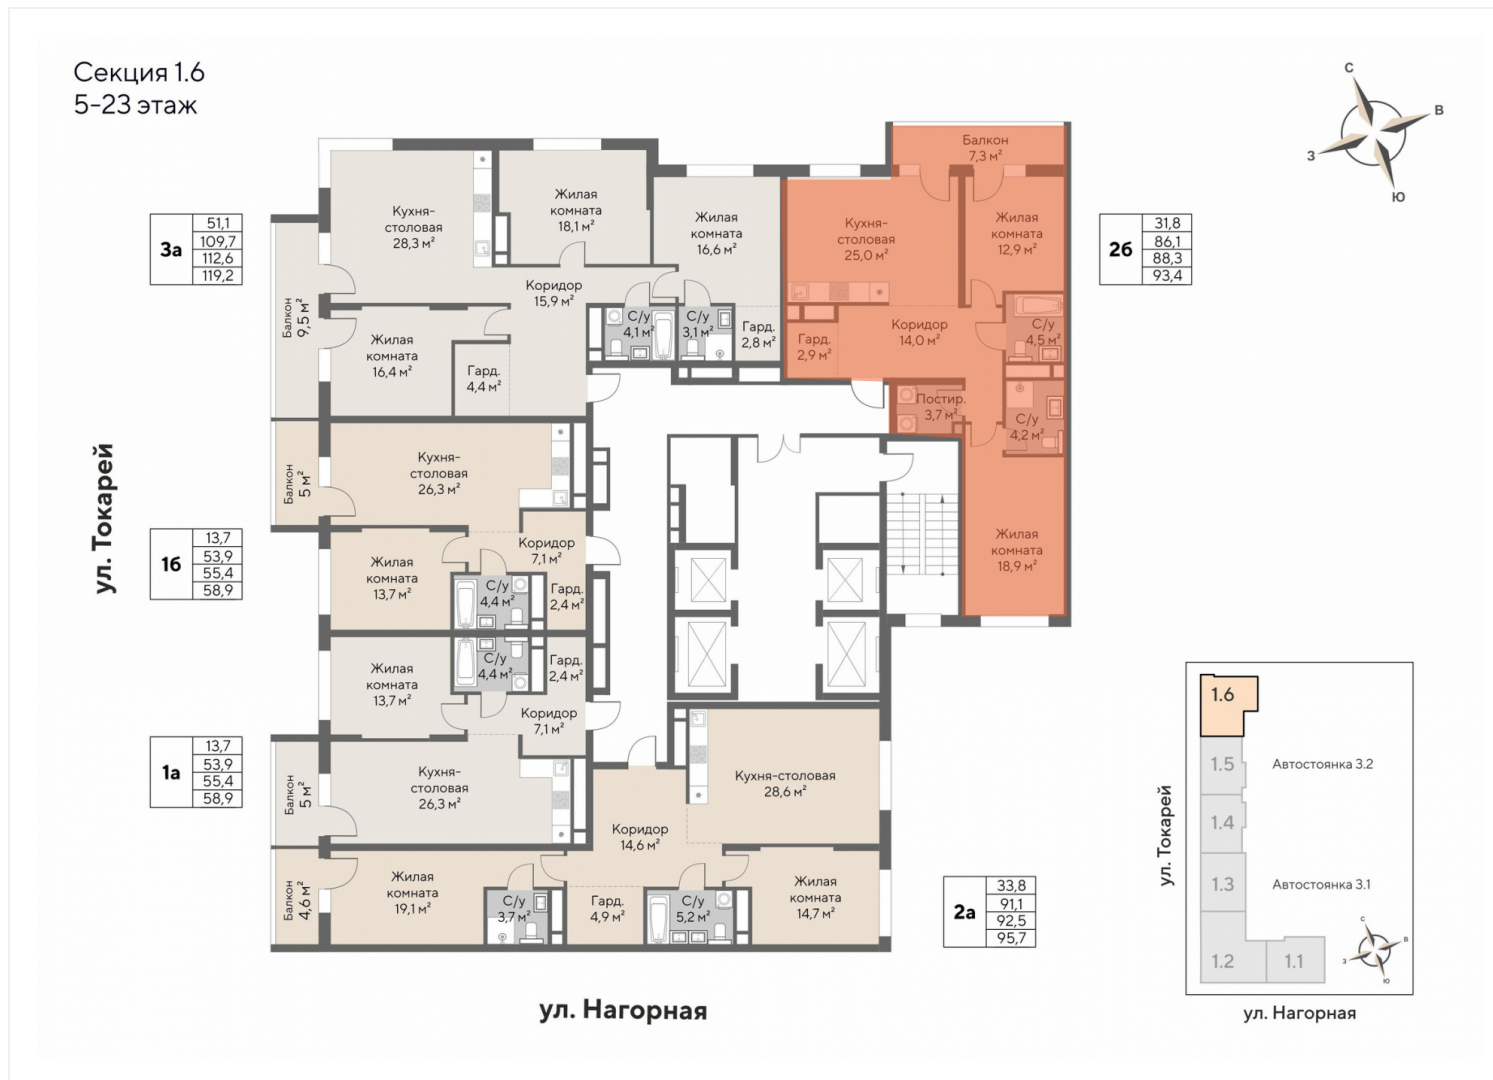 Секция 1.6
5-23 этаж
С
В
З
Ю
3а
51,1
109,7
112,6
119,2
Кухня-
столовая
28,3 м²
Жилая
комната
18,1 м²
Жилая
комната
16,6 м²
Коридор
15,9 м²
Балкон
9,5 м²
Жилая
комната
16,4 м²
Гард.
4,4 м²
С/у
4,1 м²
С/у
3,1 м²
Гард.
2,8 м²
Балкон
7,3 м²
Кухня-
столовая
25,0 м²
Жилая
комната
12,9 м²
Гард.
2,9 м²
Коридор
14,0 м²
С/у
4,5 м²
Постир.
3,7 м²
С/у
4,2 м²
Жилая
комната
18,9 м²
2б
31,8
86,1
88,3
93,4
ул. Токарей
Балкон
5 м²
Кухня-
столовая
26,3 м²
1б
13,7
53,9
55,4
58,9
Жилая
комната
13,7 м²
Коридор
7,1 м²
С/у
4,4 м²
Гард.
2,4 м²
Жилая
комната
13,7 м²
С/у
4,4 м²
Гард.
2,4 м²
Коридор
7,1 м²
1а
13,7
53,9
55,4
58,9
Балкон
5 м²
Кухня-
столовая
26,3 м²
Кухня-столовая
28,6 м²
Коридор
14,6 м²
Балкон
4,6 м²
Жилая
комната
19,1 м²
С/у
3,7 м²
Гард.
4,9 м²
С/у
5,2 м²
Жилая
комната
14,7 м²
2а
33,8
91,1
92,5
95,7
ул. Нагорная
1.6
1.5
Автостоянка 3.2
1.4
ул. Токарей
1.3
Автостоянка 3.1
1.2
1.1
С
В
З
Ю
ул. Нагорная